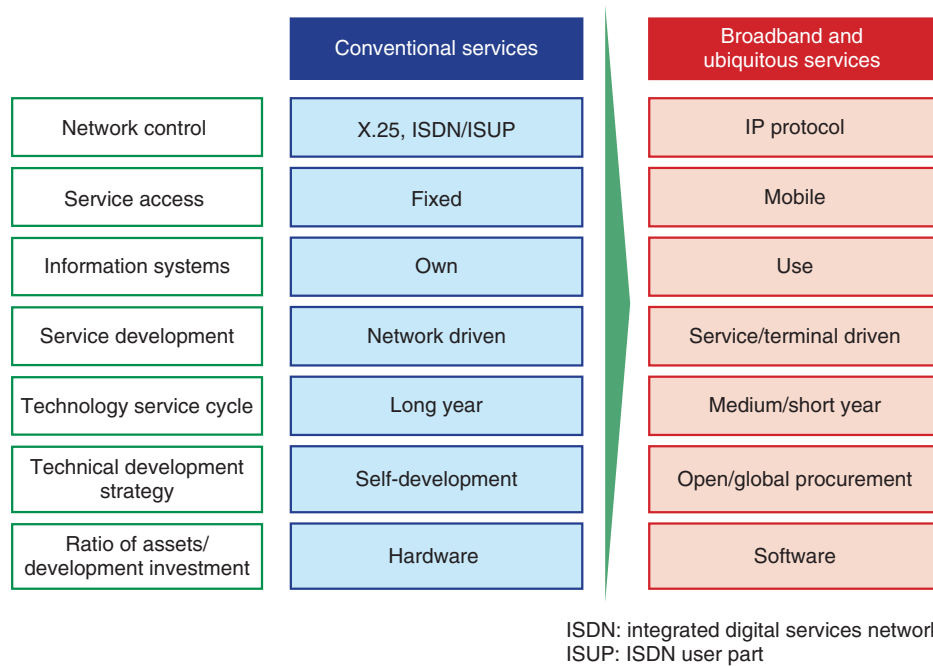 Conventional services
Broadband and
ubiquitous services
Network control
X.25, ISDN/ISUP
IP protocol
Service access
Fixed
Mobile
Information systems
Own
Use
Service development
Network driven
Service/terminal driven
Technology service cycle
Long year
Medium/short year
Technical development
strategy
Self-development
Open/global procurement
Ratio of assets/
development investment
Hardware
Software
ISDN: integrated digital services network
ISUP: ISDN user part